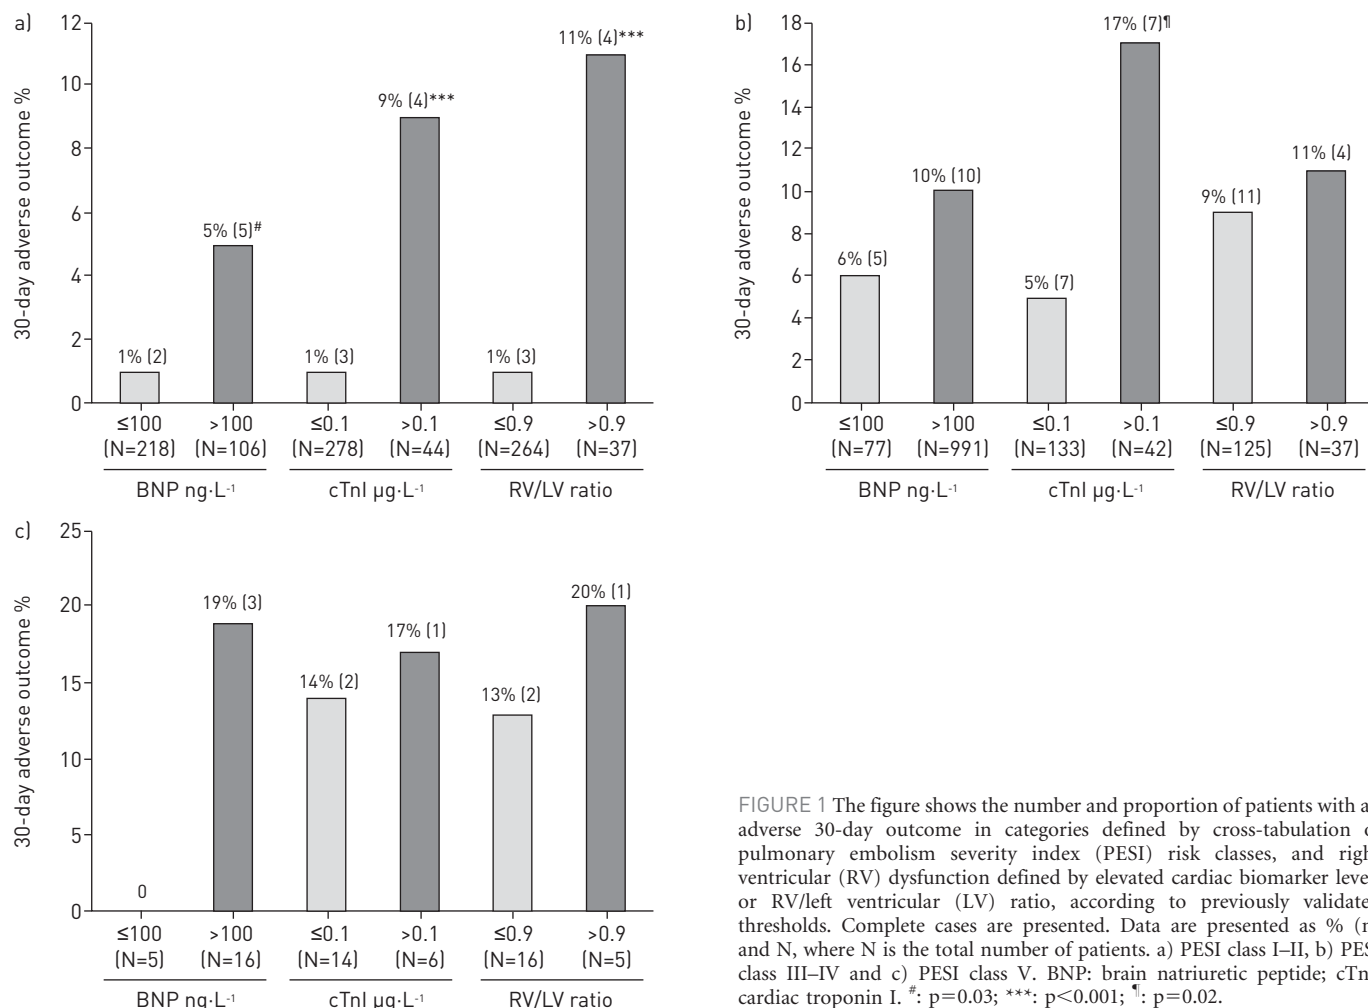 a)
12
10
8
6
4
2
0
30-day adverse outcome %
1% (2)
5% (5)#
1% (3)
9% (4)***
1% (3)
11% (4)***
≤100 >100 ≤0.1 >0.1 ≤0.9 >0.9
(N=218) (N=106) (N=278) (N=44) (N=264) (N=37)
BNP ng·L-1 cTnI µg·L-1 RV/LV ratio
b)
18
16
14
12
10
8
6
4
2
0
30-day adverse outcome %
6% (5)
10% (10)
5% (7)
17% (7)¶
9% (11)
11% (4)
≤100 >100 ≤0.1 >0.1 ≤0.9 >0.9
(N=77) (N=991) (N=133) (N=42) (N=125) (N=37)
BNP ng·L-1 cTnI µg·L-1 RV/LV ratio
c)
25
20
15
10
5
0
30-day adverse outcome %
0
19% (3)
14% (2)
17% (1)
13% (2)
20% (1)
≤100 >100 ≤0.1 >0.1 ≤0.9 >0.9
(N=5) (N=16) (N=14) (N=6) (N=16) (N=5)
BNP ng·L-1 cTnI µg·L-1 RV/LV ratio
FIGURE 1 The figure shows the number and proportion of patients with a
adverse 30-day outcome in categories defined by cross-tabulation
pulmonary embolism severity index (PESI) risk classes, and righ
ventricular (RV) dysfunction defined by elevated cardiac biomarker leve
or RV/left ventricular (LV) ratio, according to previously validate
thresholds. Complete cases are presented. Data are presented as % (n
and N, where N is the total number of patients. a) PESI class I–II, b) PES
class III–IV and c) PESI class V. BNP: brain natriuretic peptide; cTn
cardiac troponin I. #: p=0.03; ***: p<0.001; ¶: p=0.02.